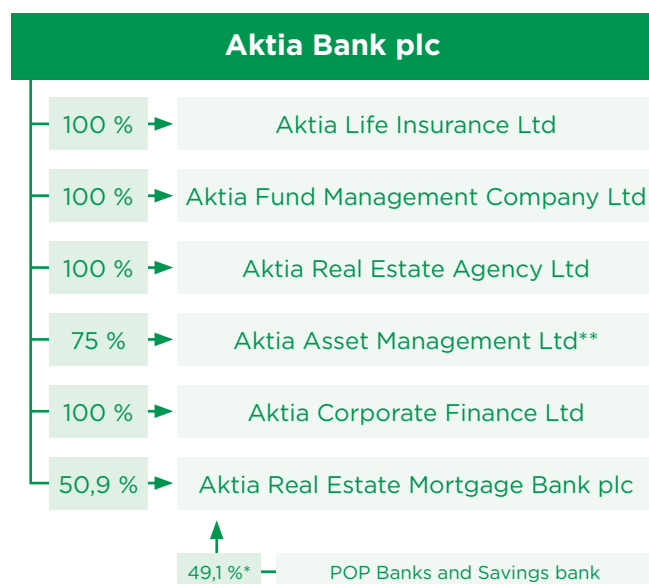 Aktia Bank plc
100 % Aktia Life Insurance Ltd
100 % Aktia Fund Management Company Ltd
100 % Aktia Real Estate Agency Ltd
75 % Aktia Asset Management Ltd**
100 % Aktia Corporate Finance Ltd
50,9 % Aktia Real Estate Mortgage Bank plc
49,1 %* POP Banks and Savings bank